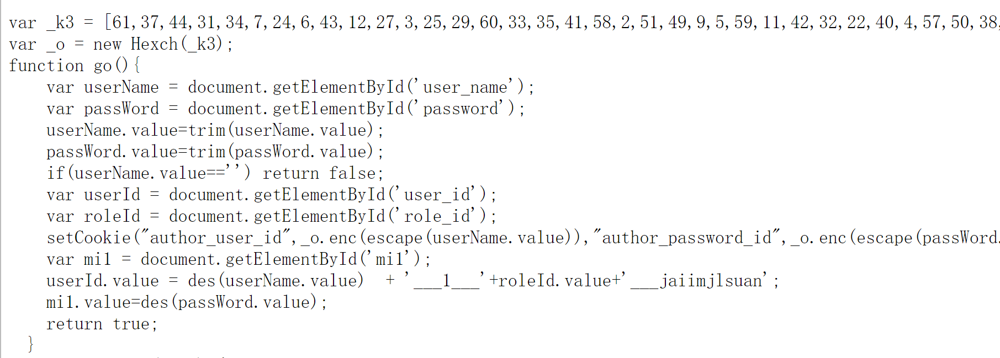 var _k3 = [61,37,44,31,34,7,24,6,43,12,27,3,25,29,60,33,35,41,58,2,51,49,9,5,59,11,42,32,22,40,4,57,50,38,
var _o = new Hexch(_k3);
function go(){
    var userName = document.getElementById('user_name');
    var passWord = document.getElementById('password');
    userName.value=trim(userName.value);
    passWord.value=trim(passWord.value);
    if(userName.value=='') return false;
    var userId = document.getElementById('user_id');
    var roleId = document.getElementById('role_id');
    setCookie("author_user_id",_o.enc(escape(userName.value)),"author_password_id",_o.enc(escape(passWord.
    var mi1 = document.getElementById('mi1');
    userId.value = des(userName.value)  + '___1___'+roleId.value+'___jaiimjlsuan';
    mi1.value=des(passWord.value);
    return true;
  }